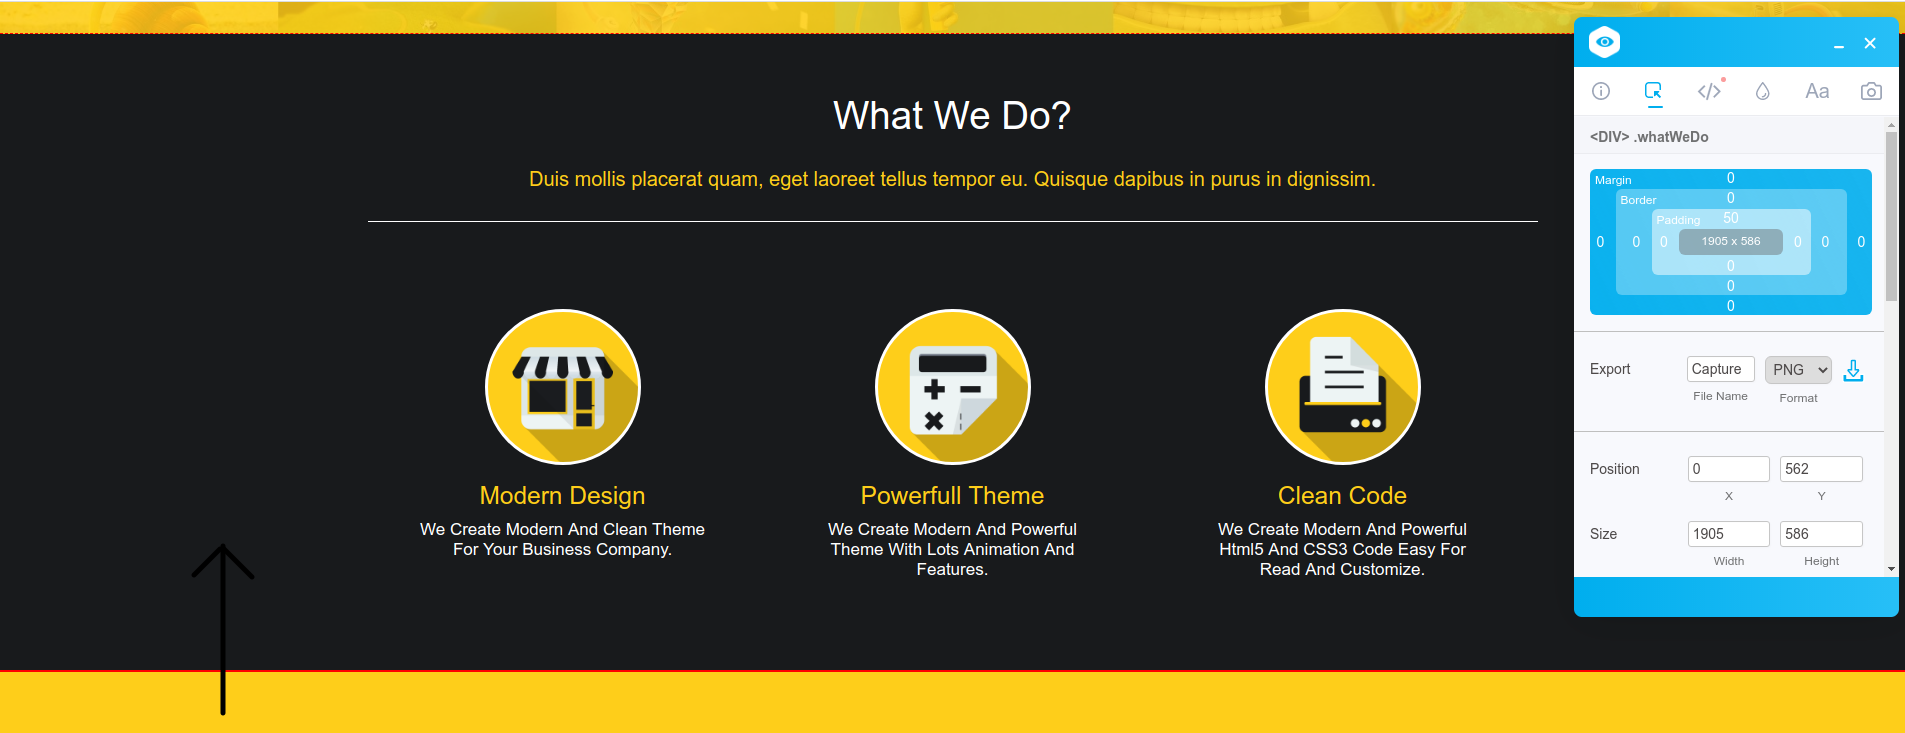 What We Do?
Duis mollis placerat quam, eget laoreet tellus tempor eu. Quisque dapibus in purus in dignissim.
Modern Design
We Create Modern And Clean Theme
For Your Business Company.
Powerfull Theme
We Create Modern And Powerful
Theme With Lots Animation And
Features.
Clean Code
We Create Modern And Powerful
Html5 And CSS3 Code Easy For
Read And Customize.
</> Aa
<DIV> .whatWeDo
Margin 0
Border 0
Padding 50
0 0 0 1905 x 586 0 0 0
0
0
0
Export Capture PNG
File Name Format
Position 0 562
X Y
Size 1905 586
Width Height